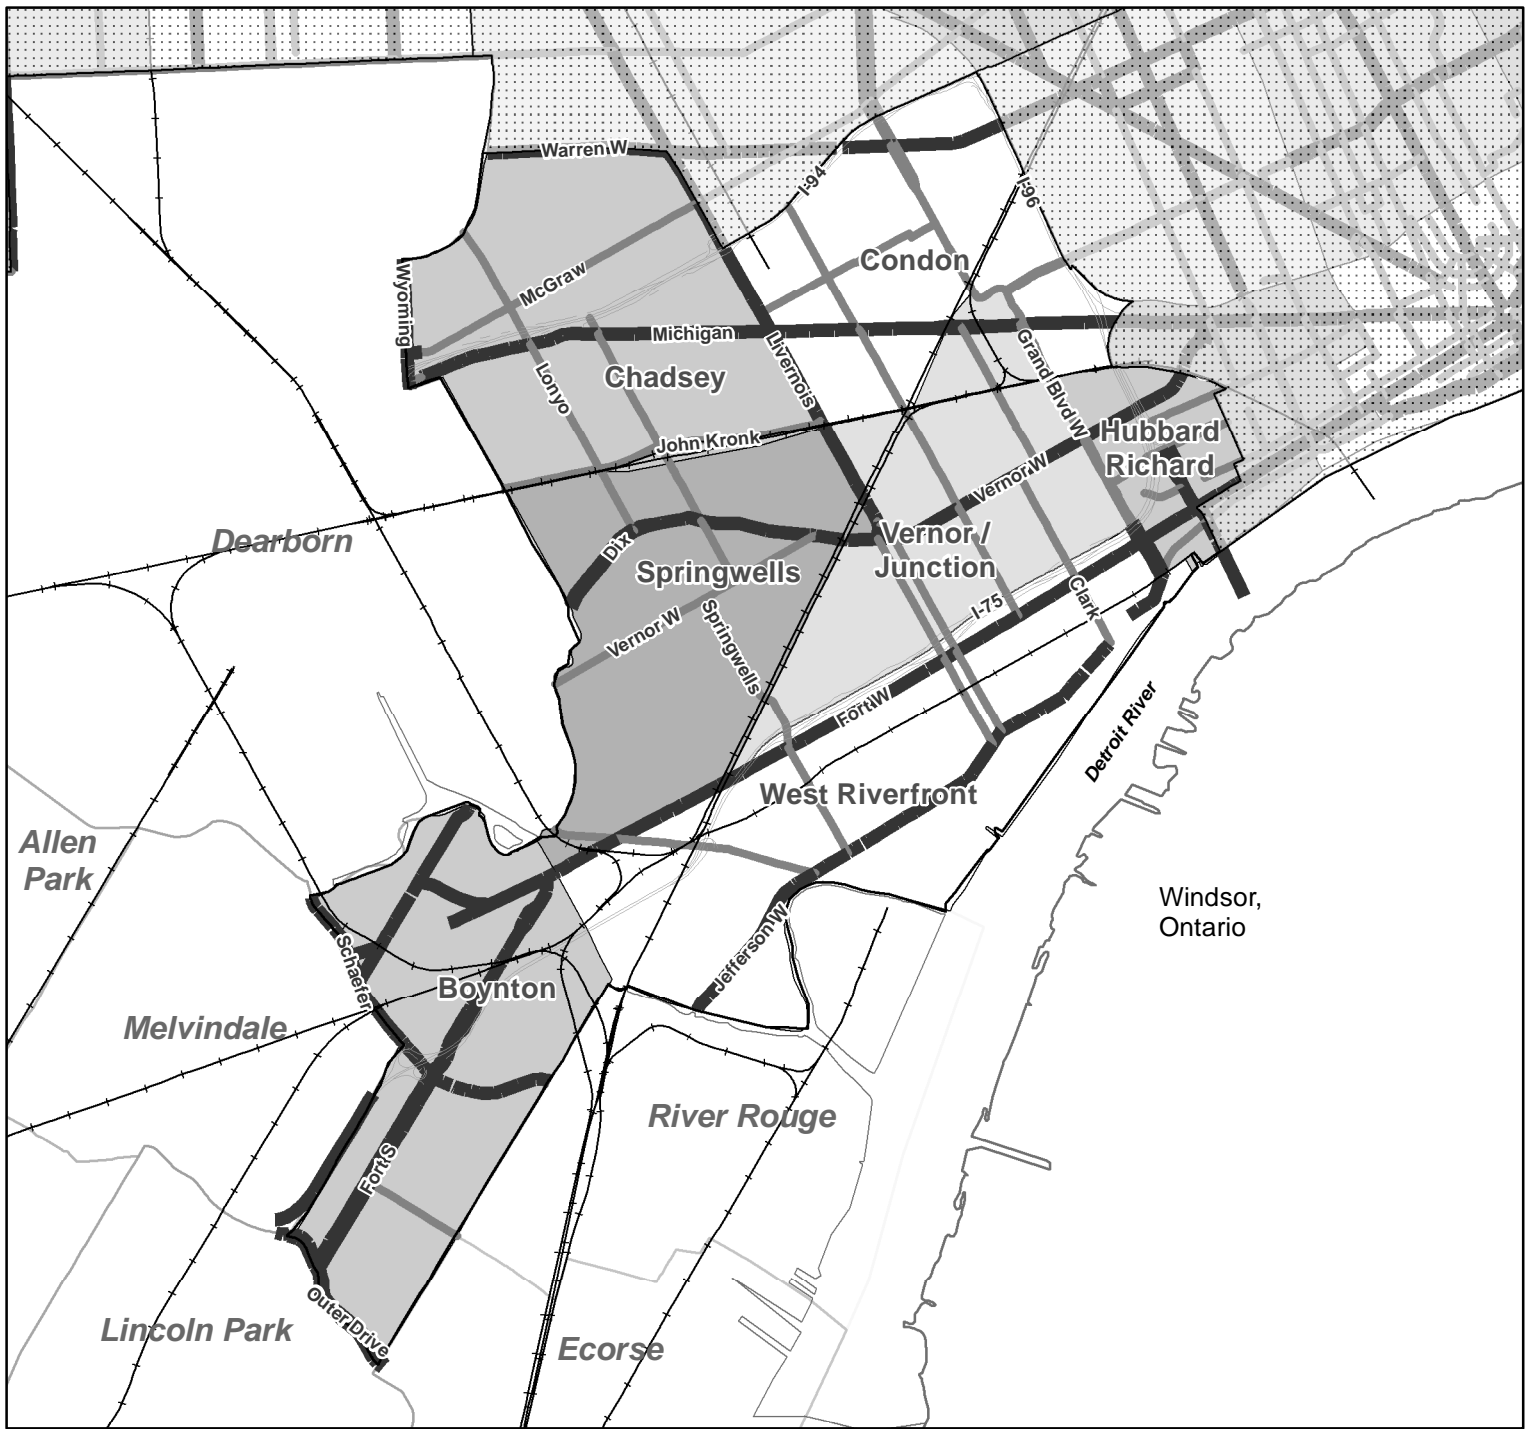 Warren W
I-94
I-96
Condon
Wyoming
McGraw
Michigan
Livernois
Grand Blvd W
Lonyo
Chadsey
John Kronk
Hubbard
Richard
Vernor W
Dearborn
Dix
Vernor /
Junction
Springwells
I-75
Clark
Springwells
Vernor W
Fort W
Detroit River
West Riverfront
Allen
Park
Windsor,
Ontario
Jefferson W
Schaefer
Boynton
Melvindale
River Rouge
Fort S
Outer Drive
Lincoln Park
Ecorse